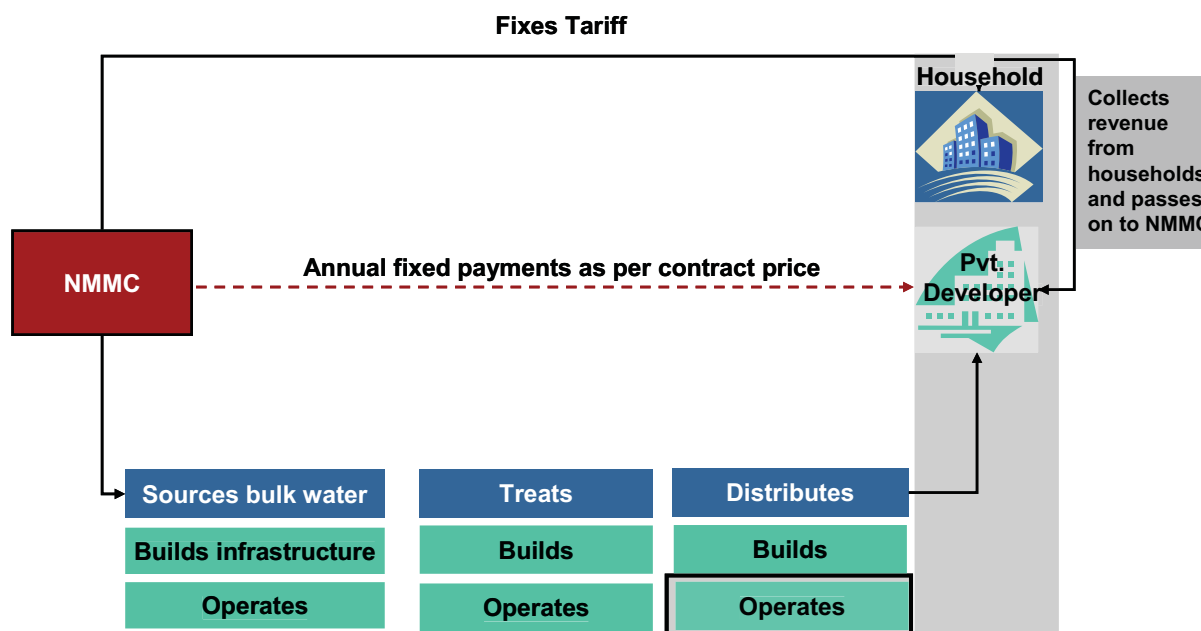 Fixes Tariff
Household
Collects
revenue
from
households
and passes
on to NMMC
NMMC
Annual fixed payments as per contract price
Pvt.
Developer
Sources bulk water
Treats
Distributes
Builds infrastructure
Builds
Builds
Operates
Operates
Operates